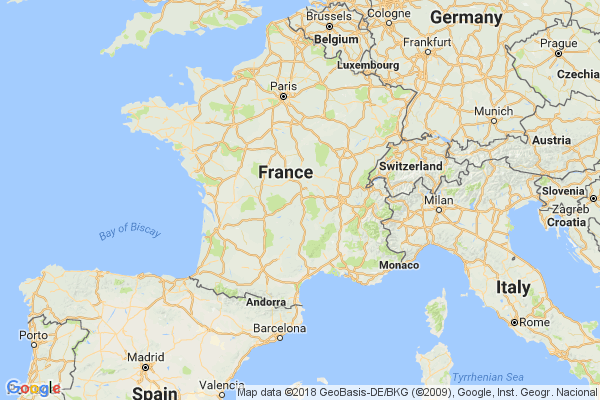 Germany
Brussels
Cologne
Belgium
Frankfurt
Prague
Luxembourg
Czechi
Paris
Munich
Austria
France
Switzerland
Slovenia
Milan
Zagreb
Croatia
Bay of Biscay
Monaco
Italy
Andorra
Rome
Barcelona
Porto
Madrid
Tyrrhenian Sea
Spain
Valencia
Google
Map data ©2018 GeoBasis-DE/BKG (©2009), Google, Inst. Geogr. Nacional